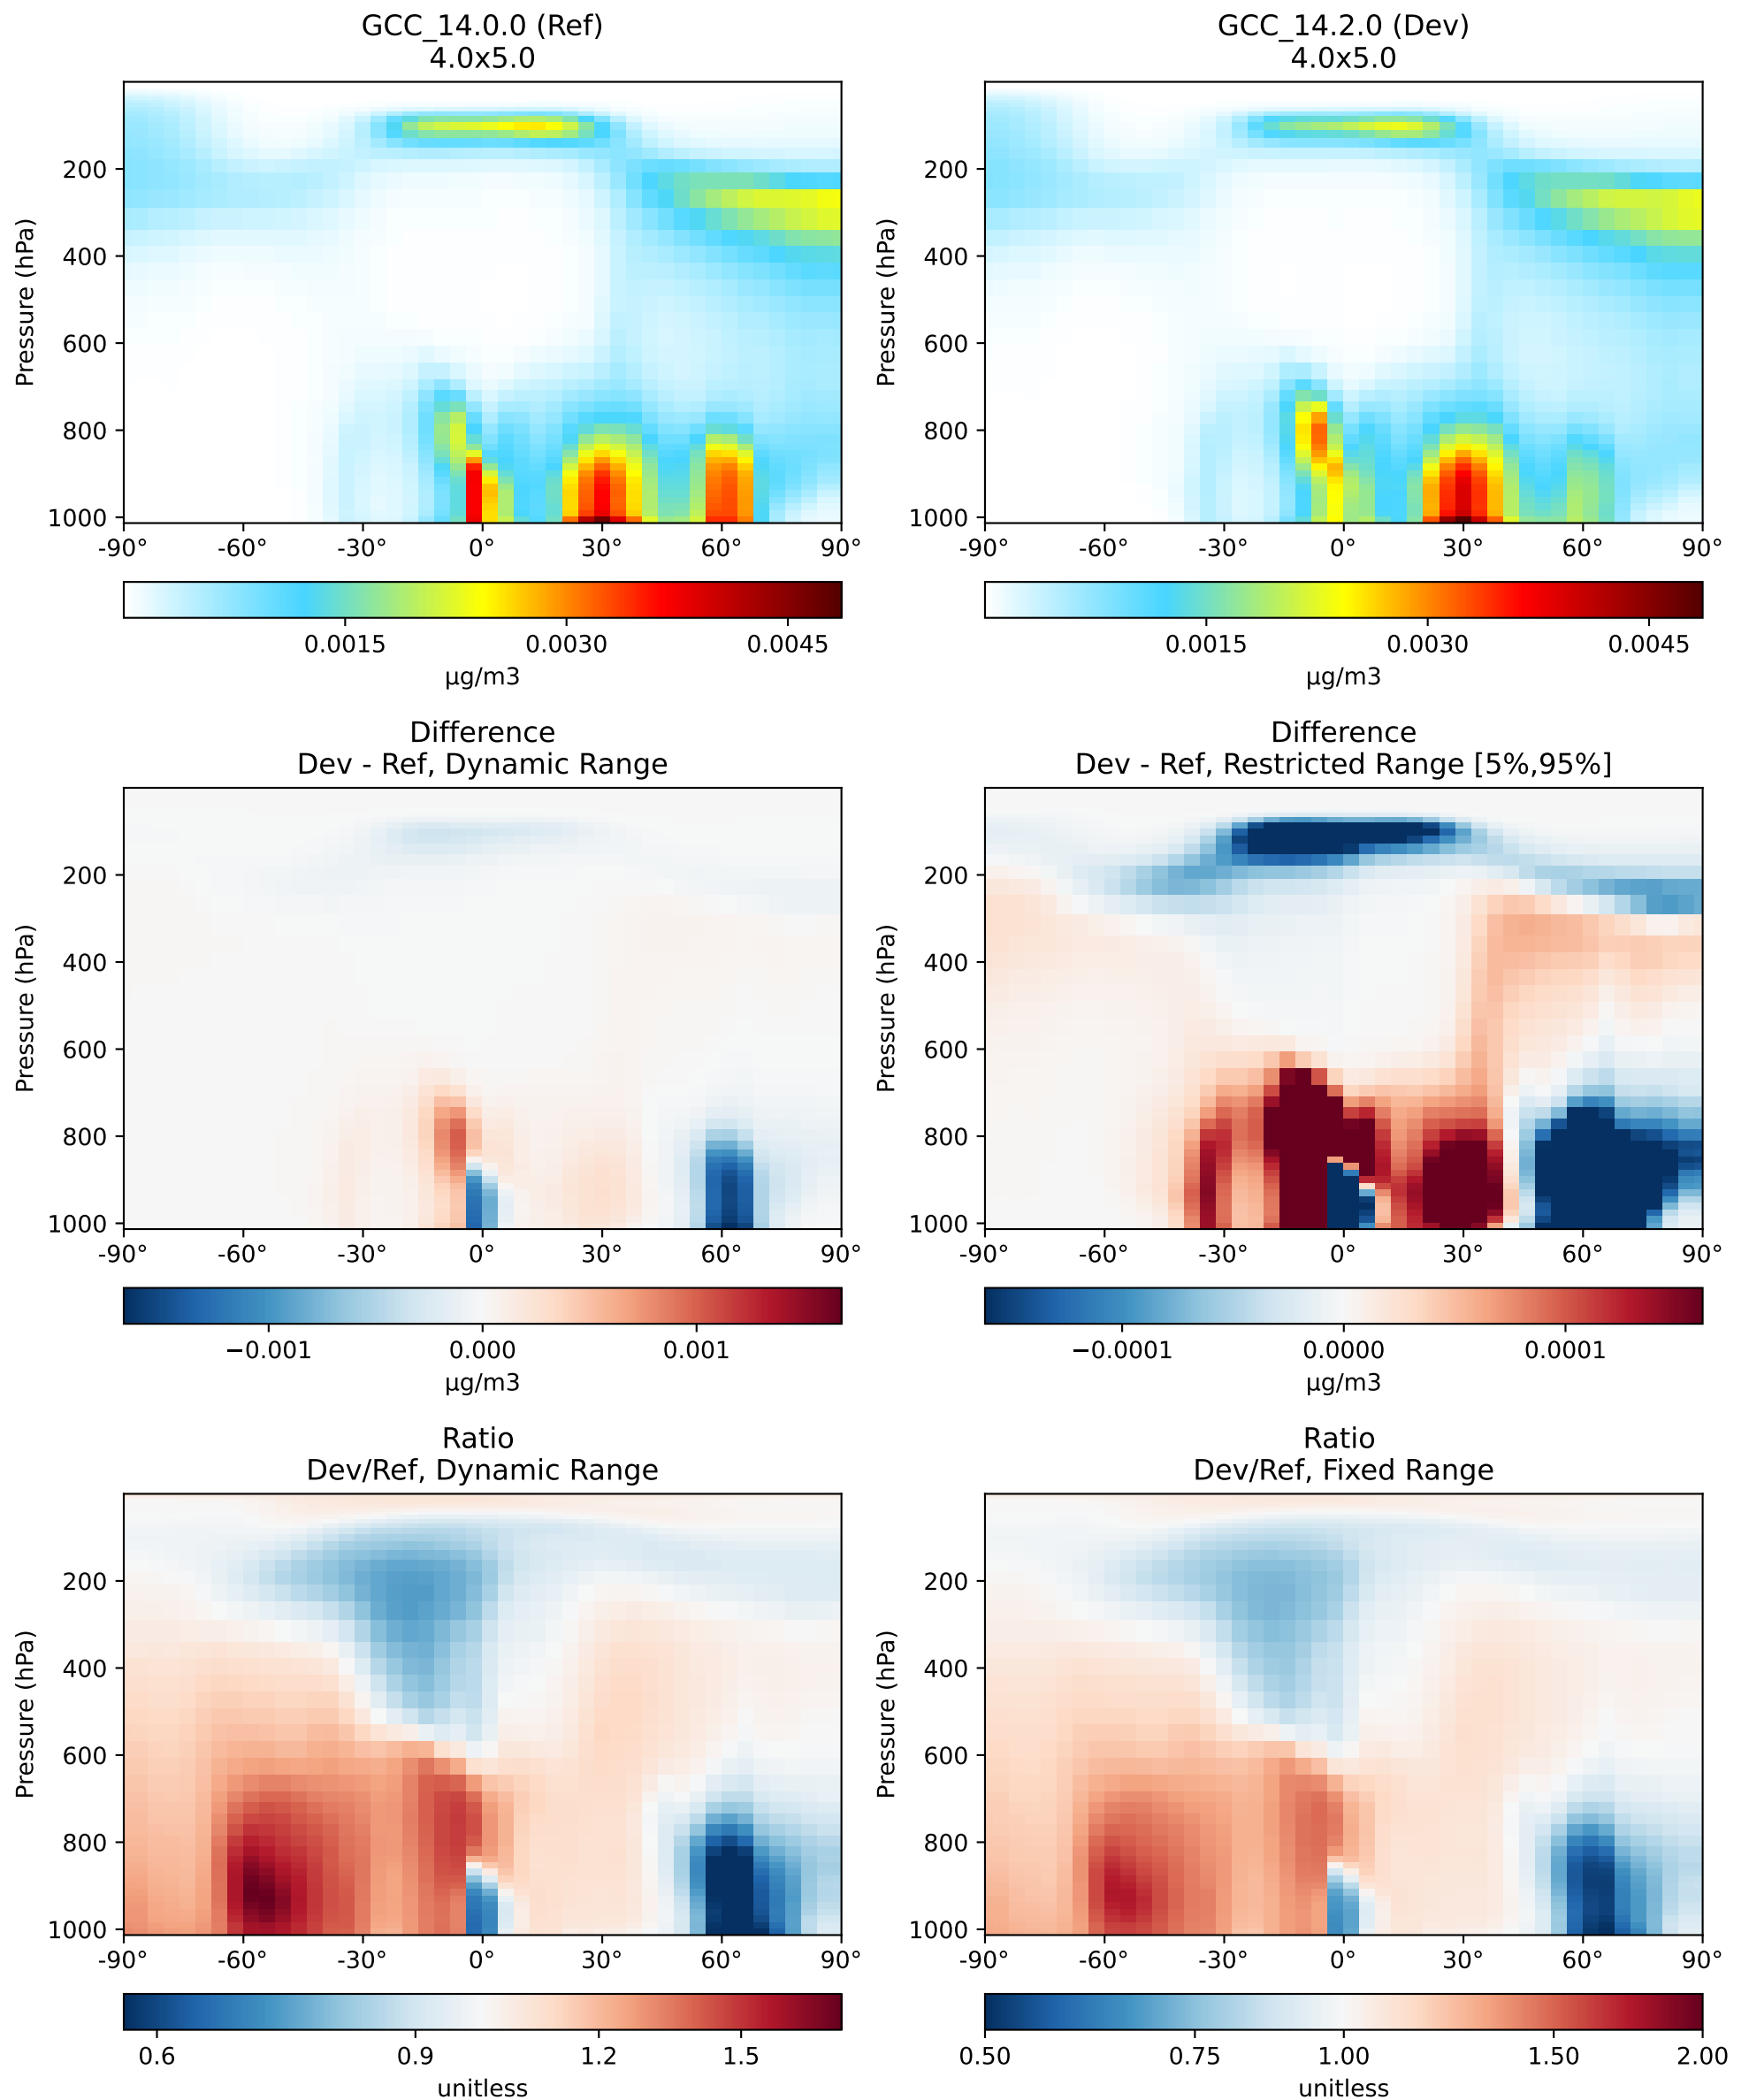 GCC_14.0.0 (Ref)
4.0x5.0
Pressure (hPa)
200
400
600
800
1000
-90° -60° -30° 0° 30° 60° 90°
0.0015 0.0030 0.0045
μg/m3
GCC_14.2.0 (Dev)
4.0x5.0
Pressure (hPa)
200
400
600
800
1000
-90° -60° -30° 0° 30° 60° 90°
0.0015 0.0030 0.0045
μg/m3
Difference
Dev - Ref, Dynamic Range
Pressure (hPa)
200
400
600
800
1000
-90° -60° -30° 0° 30° 60° 90°
−0.001 0.000 0.001
μg/m3
Difference
Dev - Ref, Restricted Range [5%,95%]
Pressure (hPa)
200
400
600
800
1000
-90° -60° -30° 0° 30° 60° 90°
−0.0001 0.0000 0.0001
μg/m3
Ratio
Dev/Ref, Dynamic Range
Pressure (hPa)
200
400
600
800
1000
-90° -60° -30° 0° 30° 60° 90°
0.6 0.9 1.2 1.5
unitless
Ratio
Dev/Ref, Fixed Range
Pressure (hPa)
200
400
600
800
1000
-90° -60° -30° 0° 30° 60° 90°
0.50 0.75 1.00 1.50 2.00
unitless